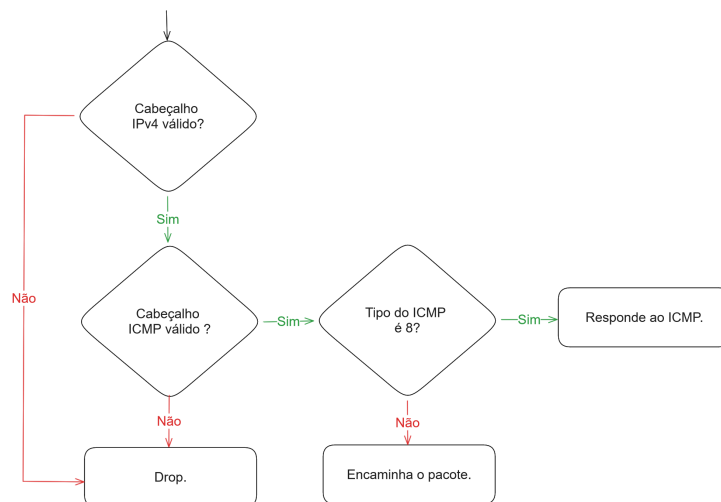 Cabeçalho
IPv4 válido?
Sim
Não
Cabeçalho
ICMP válido ?
Sim
Tipo do ICMP
é 8?
Sim
Responde ao ICMP.
Não
Não
Drop.
Encaminha o pacote.